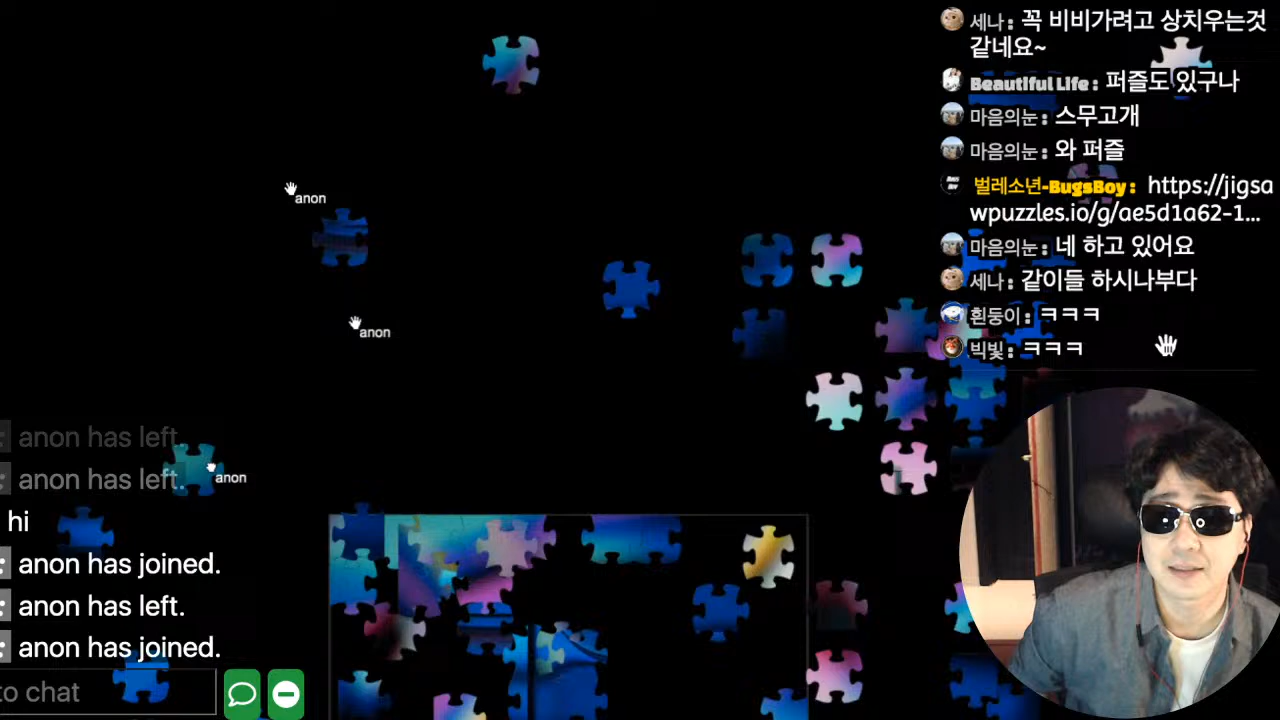 세나 : 꼭 비비가려고 상치우는것
같네요~
Beautiful Life : 퍼즐도 있구나
마음의눈 : 스무고개
마음의눈 : 와 퍼즐
벌레소년-BugsBoy : https://jigsa
wpuzzles.io/g/ae5d1a62-1...
마음의눈 : 네 하고 있어요
세나 : 같이들 하시나부다
흰둥이 : ㅋㅋㅋ
빅빛 : ㅋㅋㅋ
anon
anon
anon
anon has left.
anon has left.
hi
anon has joined.
anon has left.
anon has joined.
to chat